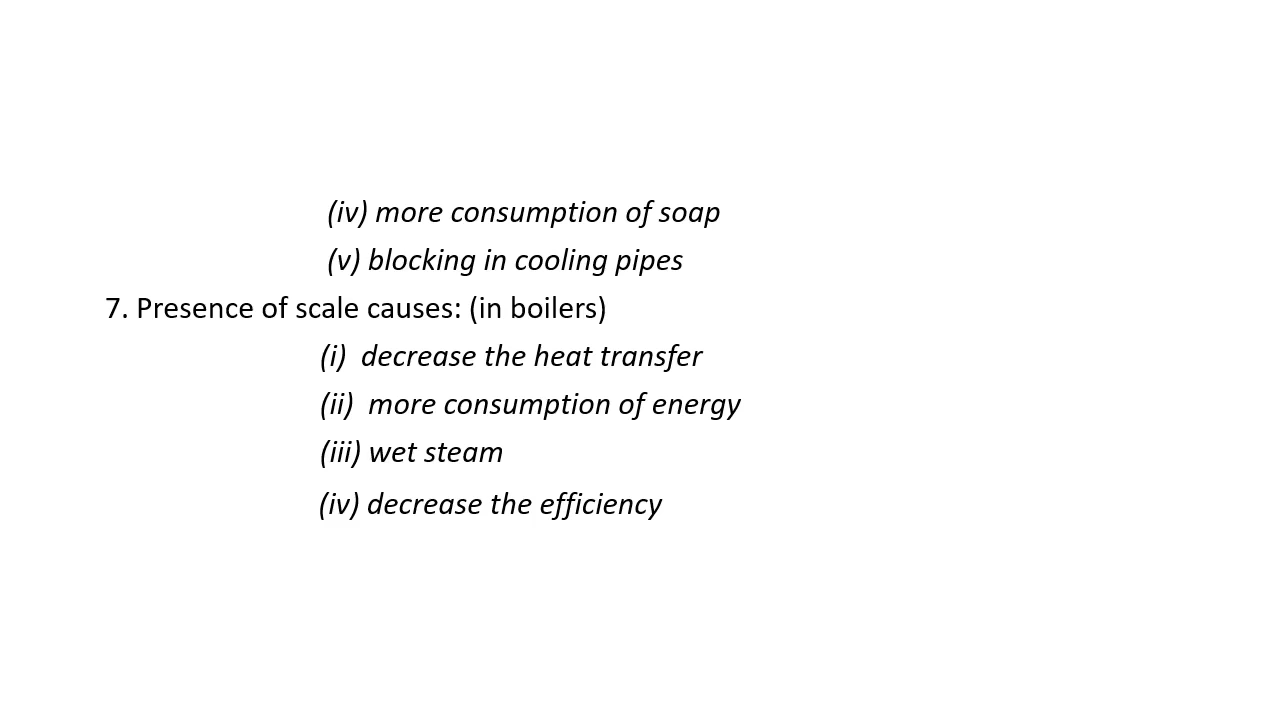 (iv) more consumption of soap
(v) blocking in cooling pipes
7. Presence of scale causes: (in boilers)
(i) decrease the heat transfer
(ii) more consumption of energy
(iii) wet steam
(iv) decrease the efficiency